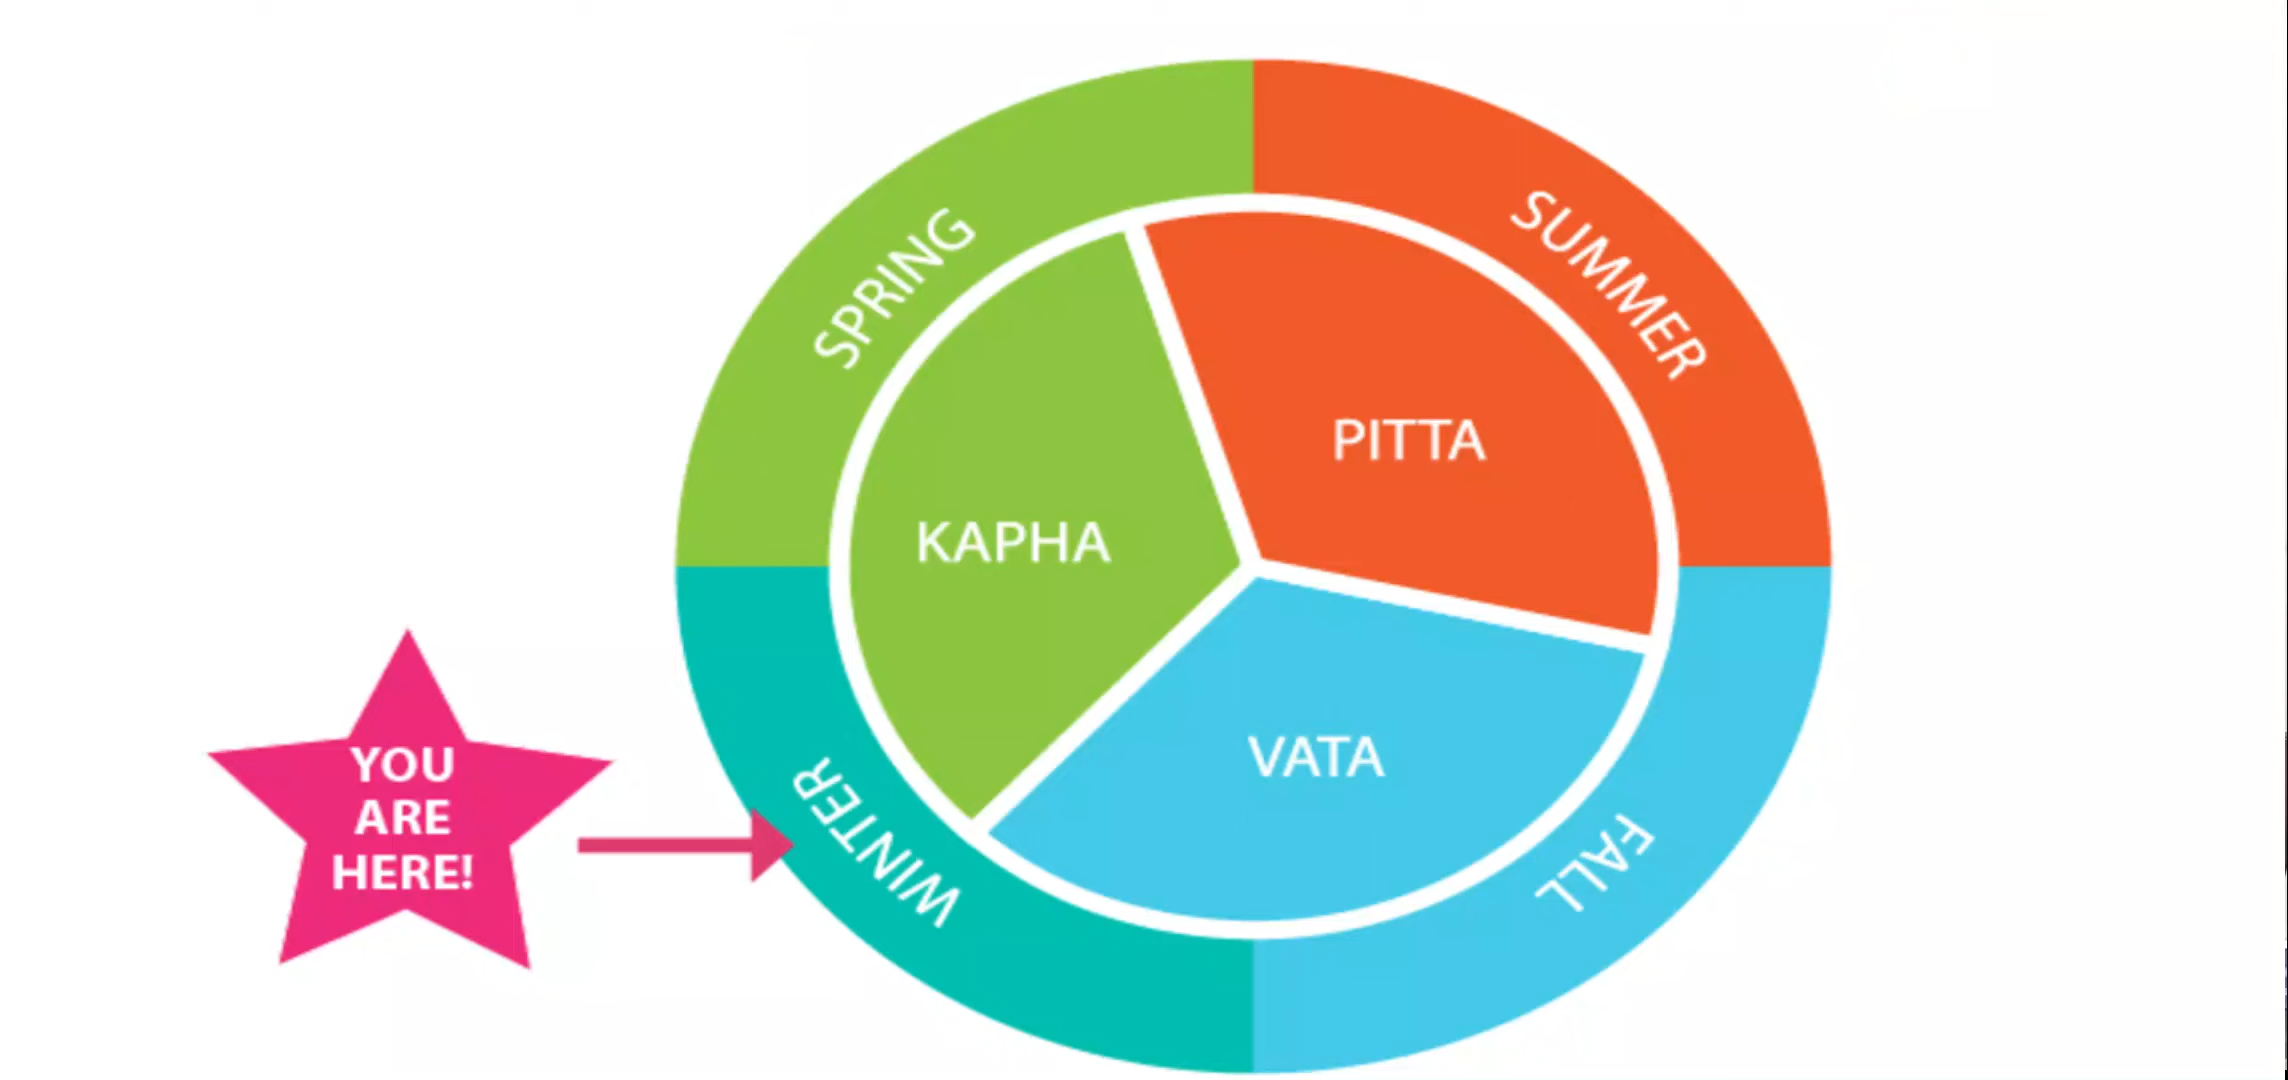 SPRING
SUMMER
PITTA
KAPHA
VATA
WINTER
FALL
YOU
ARE
HERE!